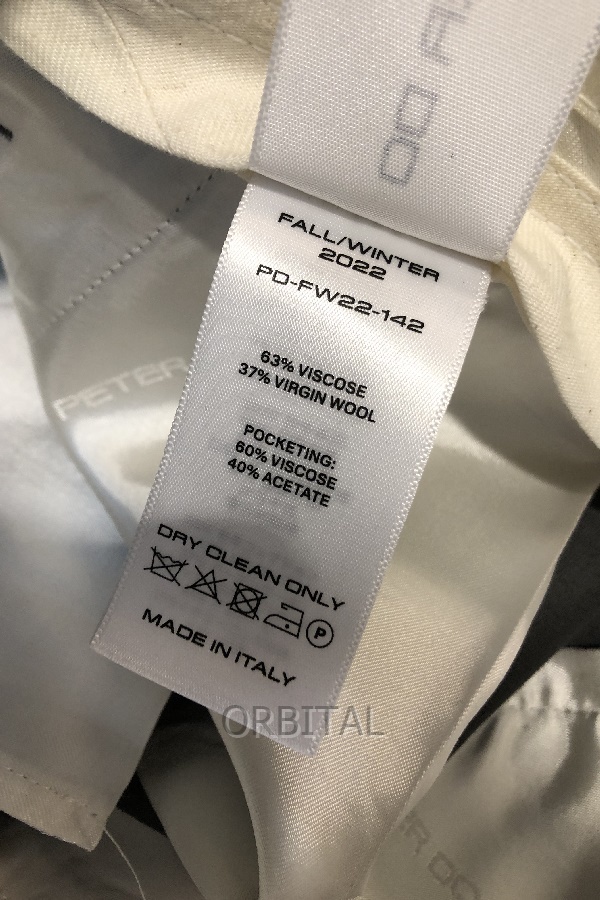 FALL/WINTER
2022
PD-FW22-142
63% VISCOSE
37% VIRGIN WOOL
POCKETING:
60% VISCOSE
40% ACETATE
DRY CLEAN ONLY
P
MADE IN ITALY
PETER
ORBITAL